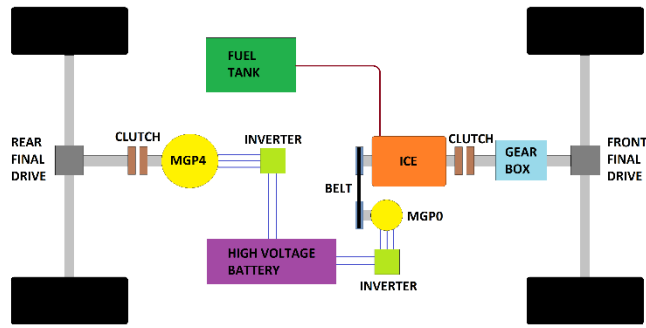 FUEL
TANK
REAR
FINAL
DRIVE
CLUTCH
MGP4
INVERTER
BELT
ICE
CLUTCH
GEAR
BOX
FRONT
FINAL
DRIVE
MGP0
HIGH VOLTAGE
BATTERY
INVERTER